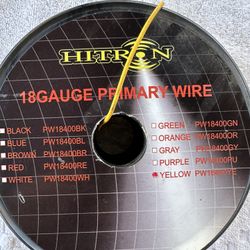 HITRON
18GAUGE PRIMARY WIRE
BLACK PW18400BK
BLUE PW18400BL
BROWN PW18400BR
RED PW18400RE
WHITE PW18400WH
GREEN PW18400GN
ORANGE PW18400OR
GRAY PW18400GY
PURPLE PW18400PU
YELLOW